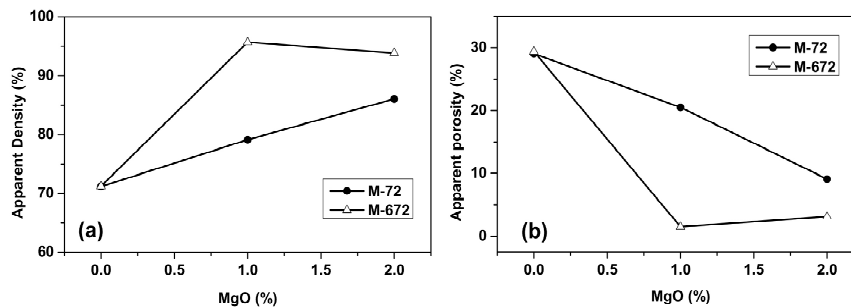 100
90
80
70
60
Apparent Density (%)
M-72
M-672
(a)
0.0 0.5 1.0 1.5 2.0
MgO (%)
30
20
10
0
Apparent porosity (%)
M-72
M-672
(b)
0.0 0.5 1.0 1.5 2.0
MgO (%)